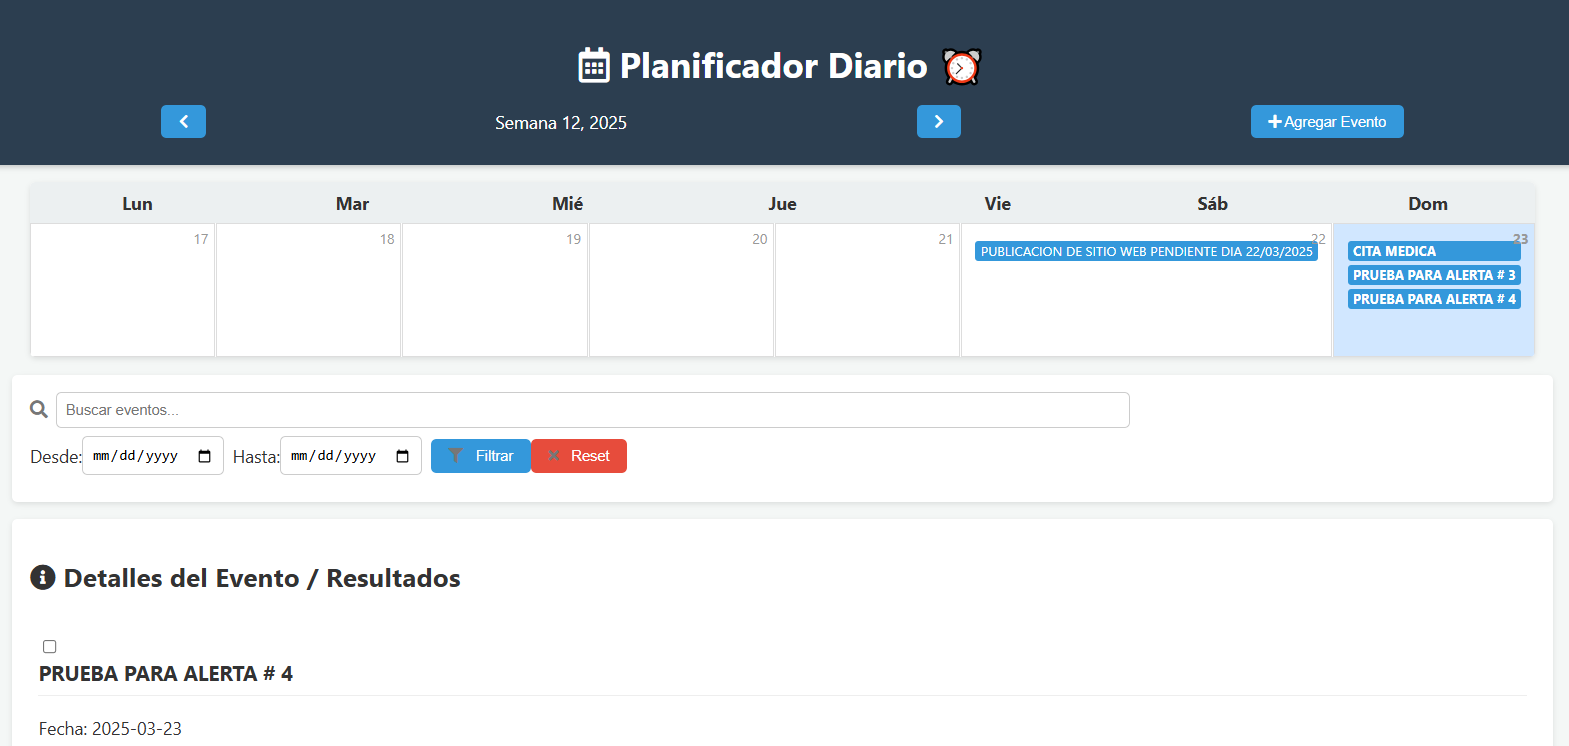 Planificador Diario
Semana 12, 2025
Agregar Evento
Lun Mar Mié Jue Vie Sáb Dom
17 18 19 20 21 22 23
PUBLICACION DE SITIO WEB PENDIENTE DIA 22/03/2025
CITA MEDICA
PRUEBA PARA ALERTA # 3
PRUEBA PARA ALERTA # 4
Buscar eventos...
Desde: mm/dd/yyyy Hasta: mm/dd/yyyy Filtrar Reset
Detalles del Evento / Resultados
PRUEBA PARA ALERTA # 4
Fecha: 2025-03-23